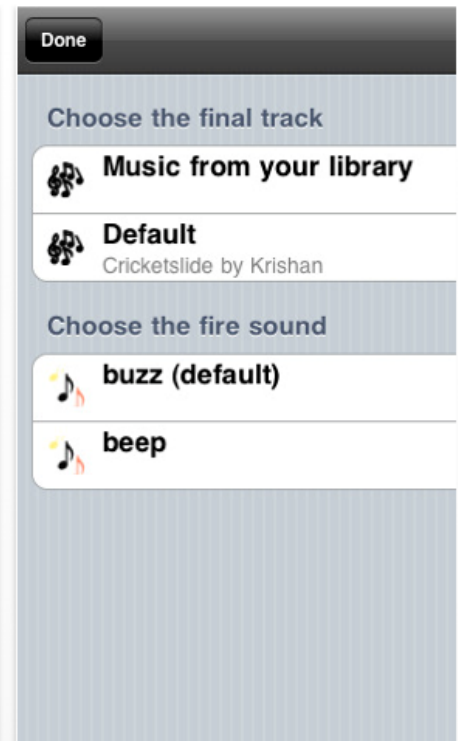 Done
Choose the final track
Music from your library
Default
Cricketslide by Krishan
Choose the fire sound
buzz (default)
beep